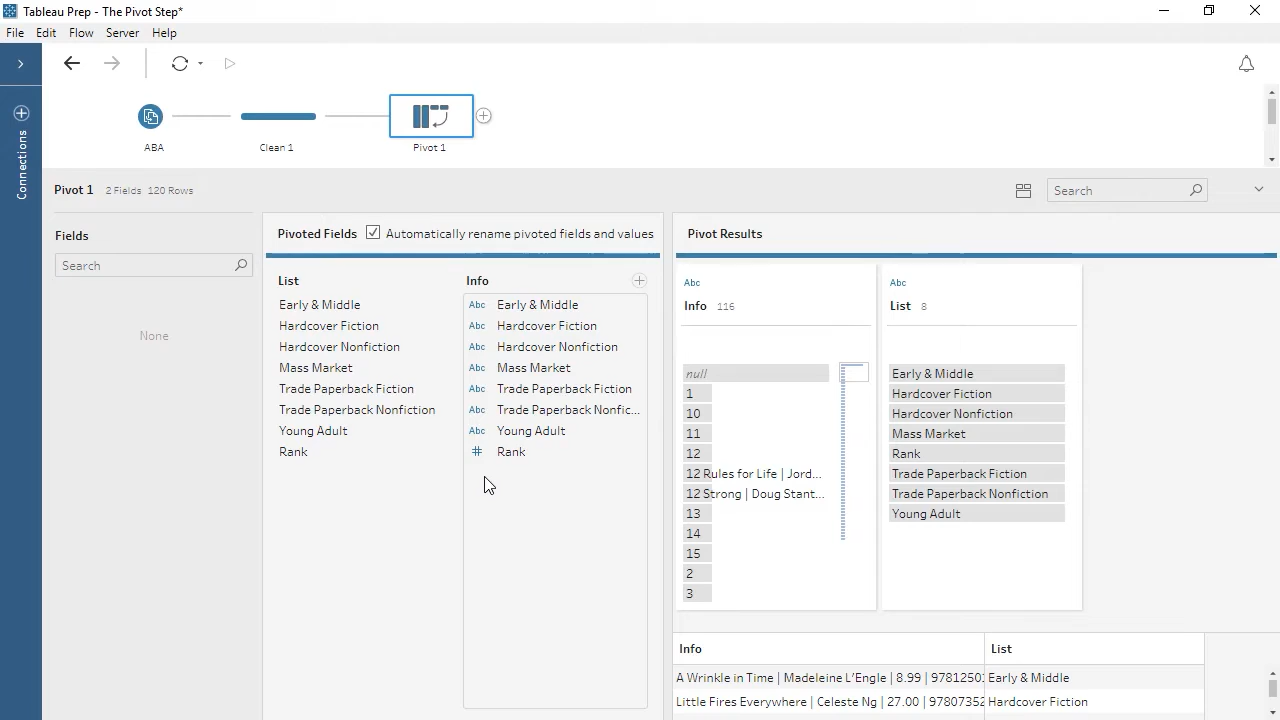 Tableau Prep - The Pivot Step*
File Edit Flow Server Help
Connections
ABA
Clean 1
Pivot 1
Pivot 1 2 Fields 120 Rows
Search
Fields
Search
None
Pivoted Fields Automatically rename pivoted fields and values
List Info
Early & Middle Abc Early & Middle
Hardcover Fiction Abc Hardcover Fiction
Hardcover Nonfiction Abc Hardcover Nonfiction
Mass Market Abc Mass Market
Trade Paperback Fiction Abc Trade Paperback Fiction
Trade Paperback Nonfiction Abc Trade Paperback Nonfic...
Young Adult Abc Young Adult
Rank # Rank
Pivot Results
Abc
Info 116
null
1
10
11
12
12 Rules for Life | Jord...
12 Strong | Doug Stant...
13
14
15
2
3
Abc
List 8
Early & Middle
Hardcover Fiction
Hardcover Nonfiction
Mass Market
Rank
Trade Paperback Fiction
Trade Paperback Nonfiction
Young Adult
Info List
A Wrinkle in Time | Madeleine L'Engle | 8.99 | 9781250 Early & Middle
Little Fires Everywhere | Celeste Ng | 27.00 | 97807352 Hardcover Fiction